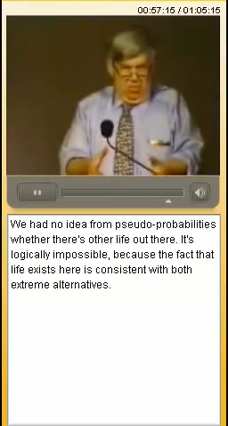 00:57:15 / 01:05:15
We had no idea from pseudo-probabilities
whether there's other life out there. It's
logically impossible, because the fact that
life exists here is consistent with both
extreme alternatives.